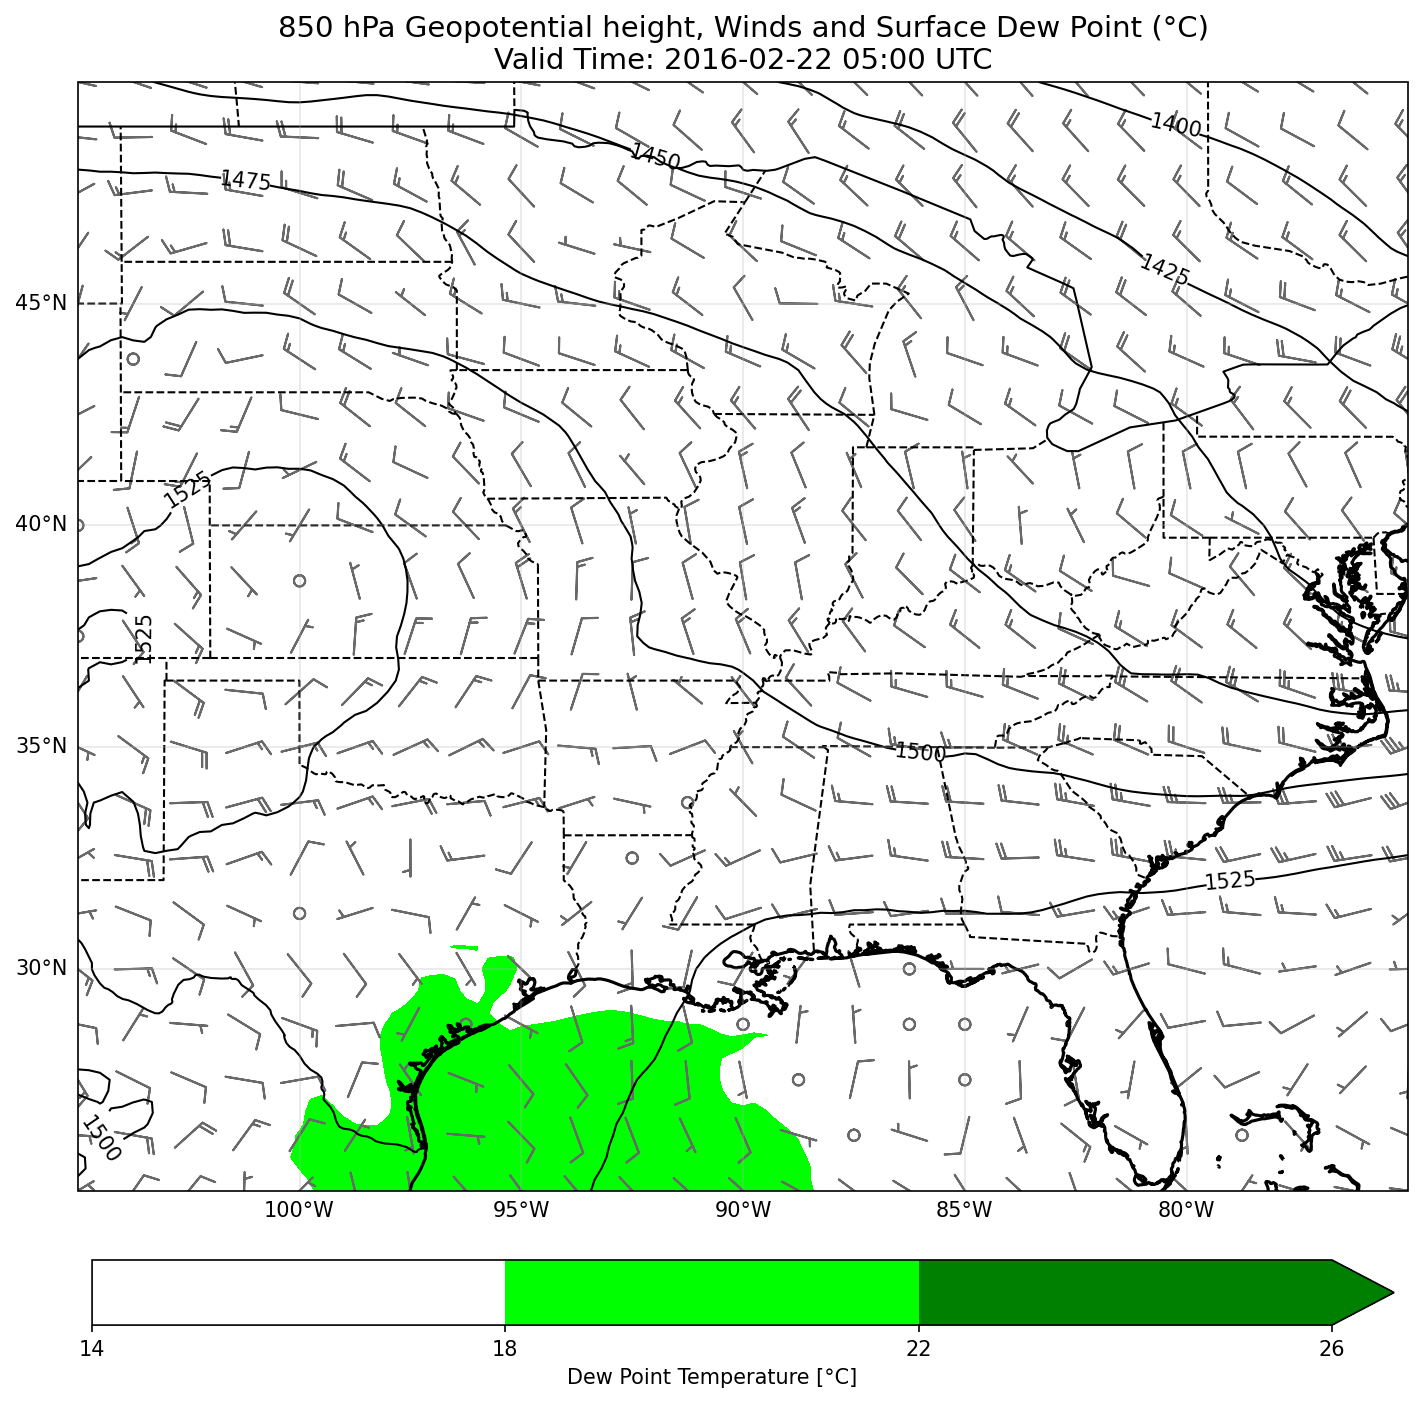 850 hPa Geopotential height, Winds and Surface Dew Point (°C)
Valid Time: 2016-02-22 05:00 UTC
1400
1450
1475
1425
45°N
1525
40°N
1525
35°N
1500
1525
30°N
1500
100°W 95°W 90°W 85°W 80°W
14 18 22 26
Dew Point Temperature [°C]